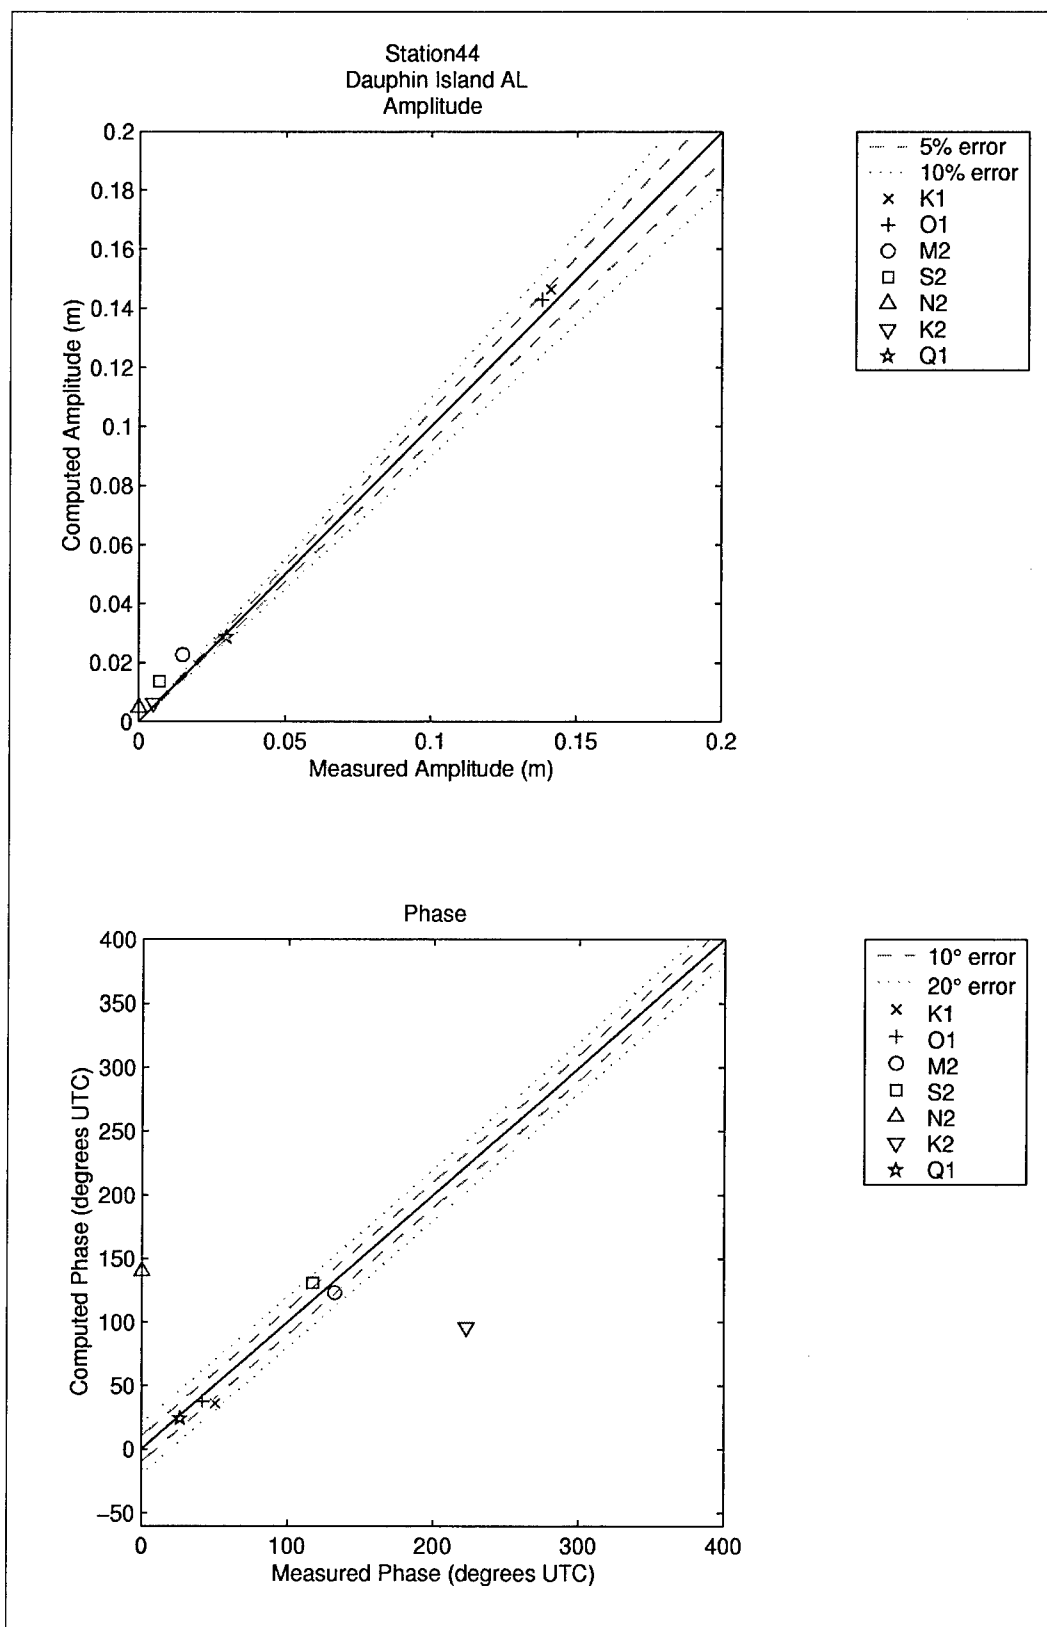 Station44
Dauphin Island AL
Amplitude
0.2
0.18
0.16
0.14
0.12
0.1
0.08
0.06
0.04
0.02
0
Computed Amplitude (m)
0 0.05 0.1 0.15 0.2
Measured Amplitude (m)
5% error
10% error
K1
O1
M2
S2
N2
K2
Q1
Phase
400
350
300
250
200
150
100
50
0
−50
Computed Phase (degrees UTC)
0 100 200 300 400
Measured Phase (degrees UTC)
10° error
20° error
K1
O1
M2
S2
N2
K2
Q1